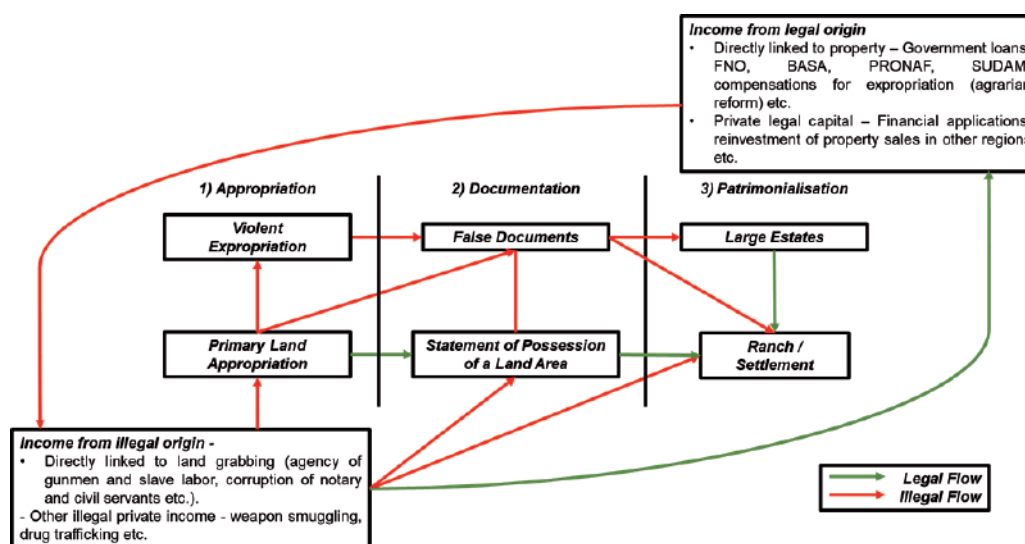 Income from legal origin
• Directly linked to property – Government loans
FNO, BASA, PRONAF, SUDAM
compensations for expropriation (agrarian
reform) etc.
• Private legal capital – Financial applications
reinvestment of property sales in other regions
etc.
1) Appropriation
2) Documentation
3) Patrimonialisation
Violent
Expropriation
False Documents
Large Estates
Primary Land
Appropriation
Statement of Possession
of a Land Area
Ranch /
Settlement
Income from illegal origin -
• Directly linked to land grabbing (agency of
gunmen and slave labor, corruption of notary
and civil servants etc.).
- Other illegal private income - weapon smuggling,
drug trafficking etc.
Legal Flow
Illegal Flow